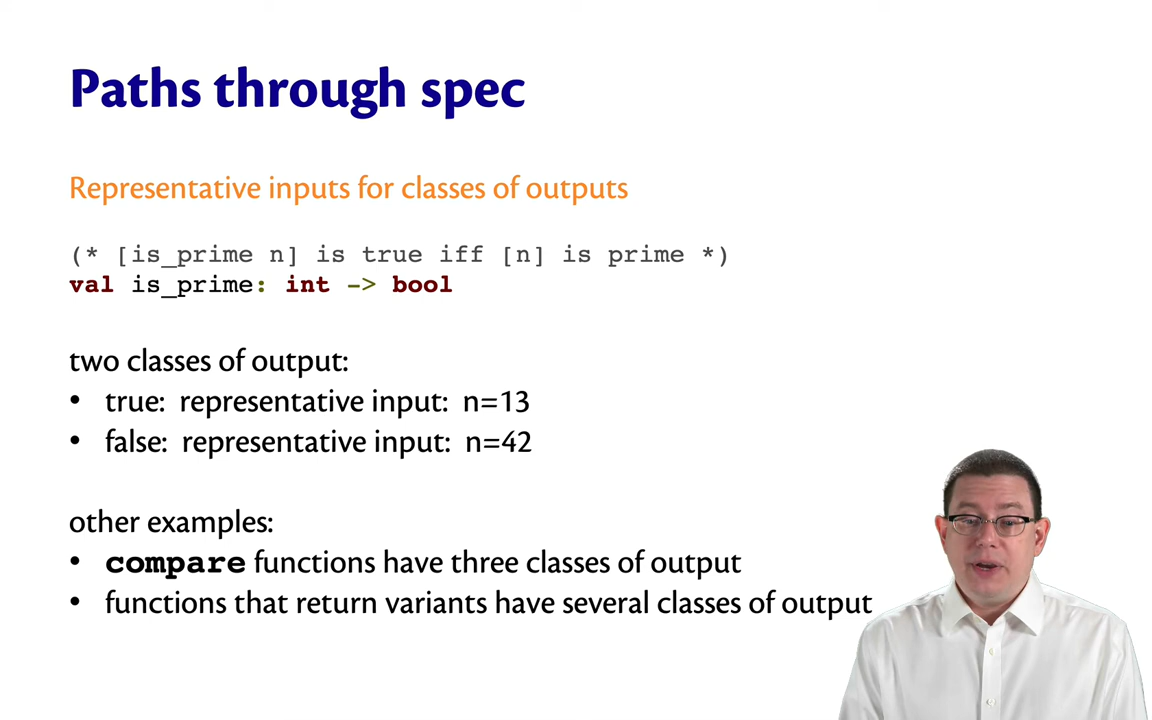 Paths through spec
Representative inputs for classes of outputs
(* [is_prime n] is true iff [n] is prime *)
val is_prime: int -> bool
two classes of output:
• true: representative input: n=13
• false: representative input: n=42
other examples:
• compare functions have three classes of output
• functions that return variants have several classes of output